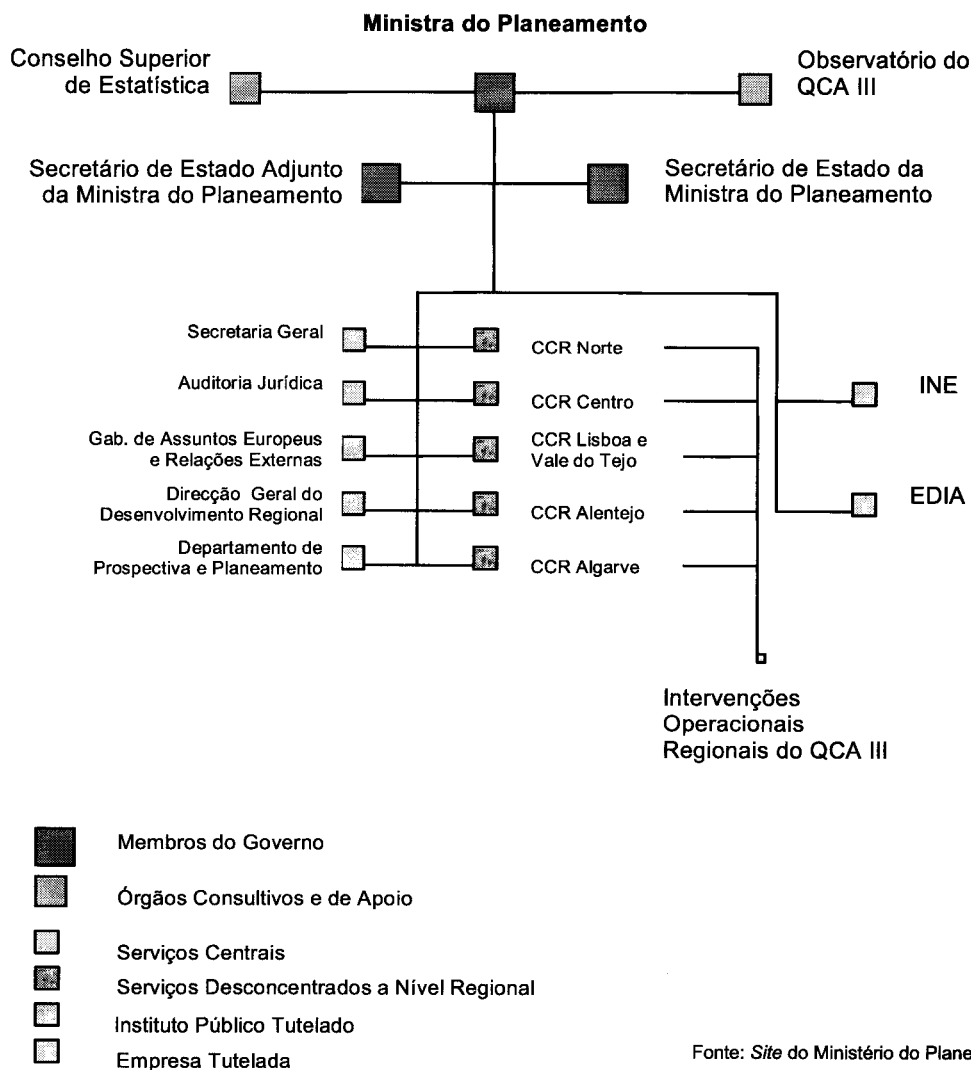 Ministra do Planeamento
Conselho Superior
de Estatística
Observatório do
QCA III
Secretário de Estado Adjunto
da Ministra do Planeamento
Secretário de Estado da
Ministra do Planeamento
Secretaria Geral
CCR Norte
Auditoria Jurídica
CCR Centro
INE
Gab. de Assuntos Europeus
e Relações Externas
CCR Lisboa e
Vale do Tejo
Direcção Geral do
Desenvolvimento Regional
CCR Alentejo
EDIA
Departamento de
Prospectiva e Planeamento
CCR Algarve
Intervenções
Operacionais
Regionais do QCA III
Membros do Governo
Órgãos Consultivos e de Apoio
Serviços Centrais
Serviços Desconcentrados a Nível Regional
Instituto Público Tutelado
Empresa Tutelada
Fonte: Site do Ministério do Plane